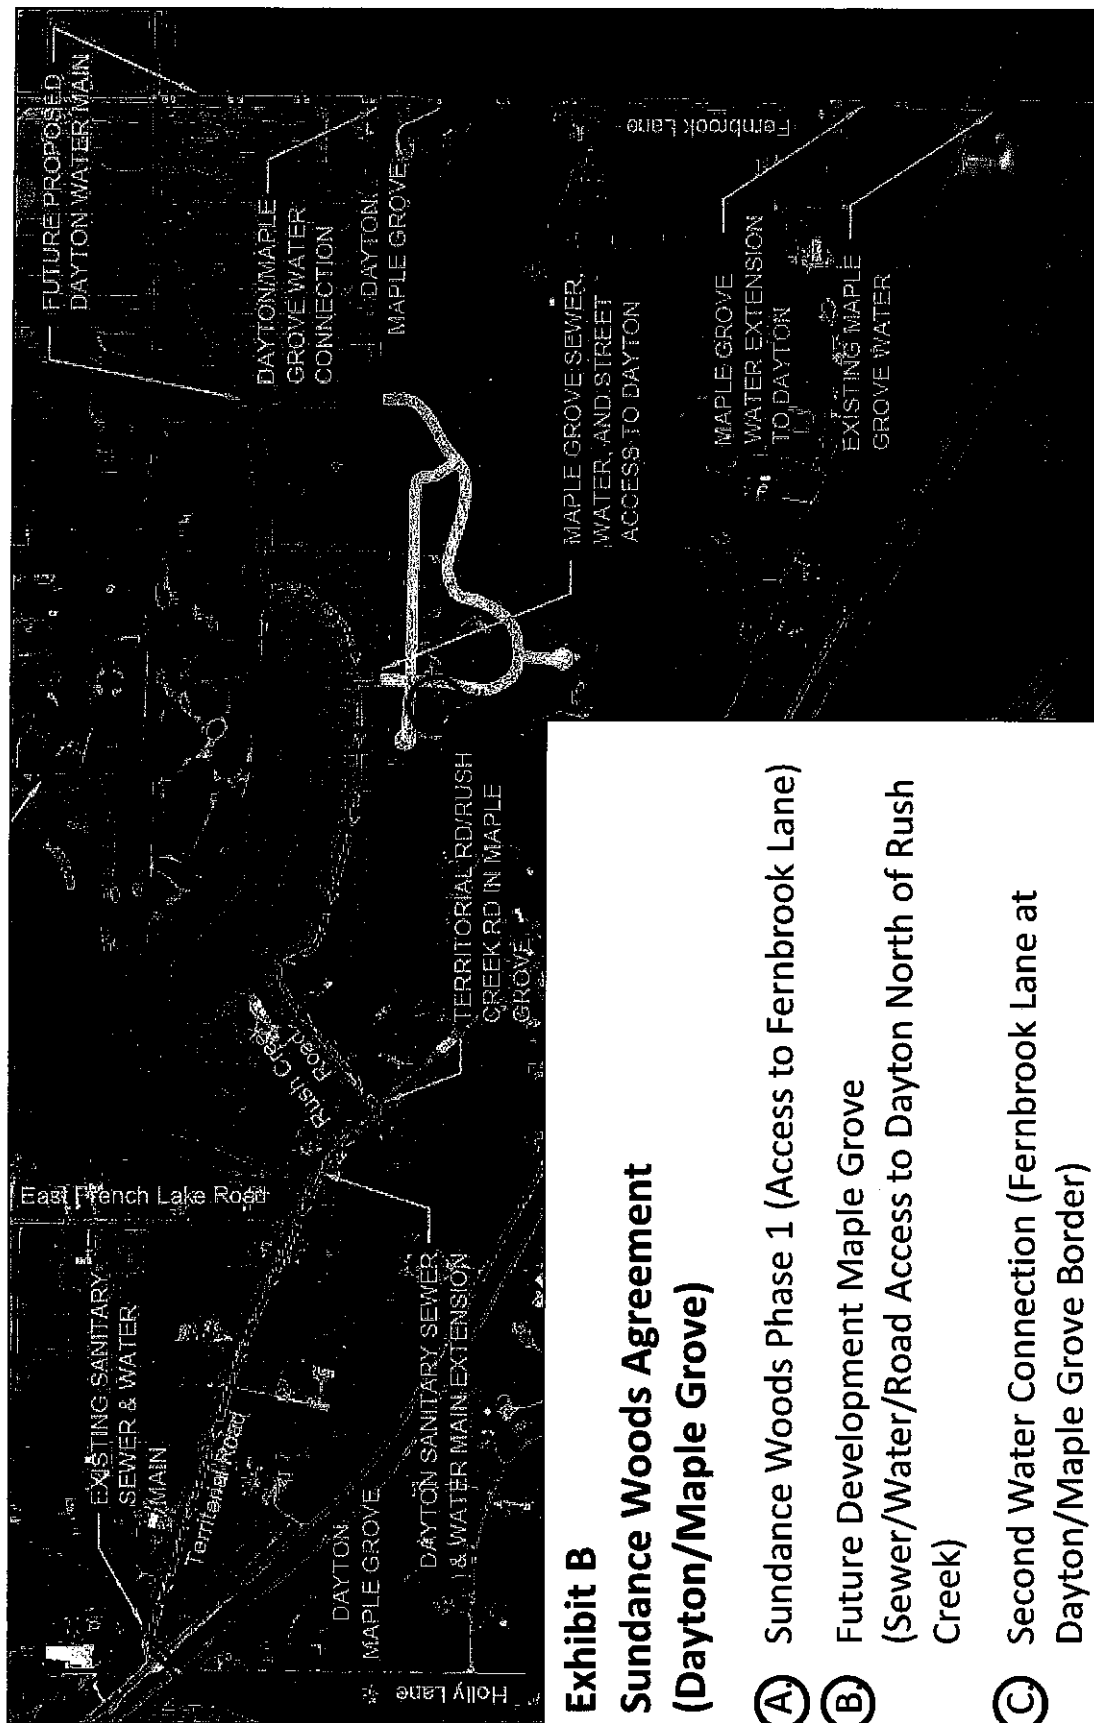 EXISTING SANITARY
SEWER & WATER
MAIN
East French Lake Road
FUTURE PROPOSED
DAYTON WATER MAIN
Territorial Road
Rush Creek
Road
DAYTON/MAPLE
GROVE WATER
CONNECTION
DAYTON
MAPLE GROVE
DAYTON
MAPLE GROVE
Holly Lane
DAYTON SANITARY SEWER
& WATER MAIN EXTENSION
TERRITORIAL RD/RUSH
CREEK RD IN MAPLE
GROVE
MAPLE GROVE SEWER,
WATER, AND STREET
ACCESS TO DAYTON
Fernbrook Lane
MAPLE GROVE
WATER EXTENSION
TO DAYTON
EXISTING MAPLE
GROVE WATER
Exhibit B
Sundance Woods Agreement
(Dayton/Maple Grove)
A. Sundance Woods Phase 1 (Access to Fernbrook Lane)
B. Future Development Maple Grove
(Sewer/Water/Road Access to Dayton North of Rush
Creek)
C. Second Water Connection (Fernbrook Lane at
Dayton/Maple Grove Border)